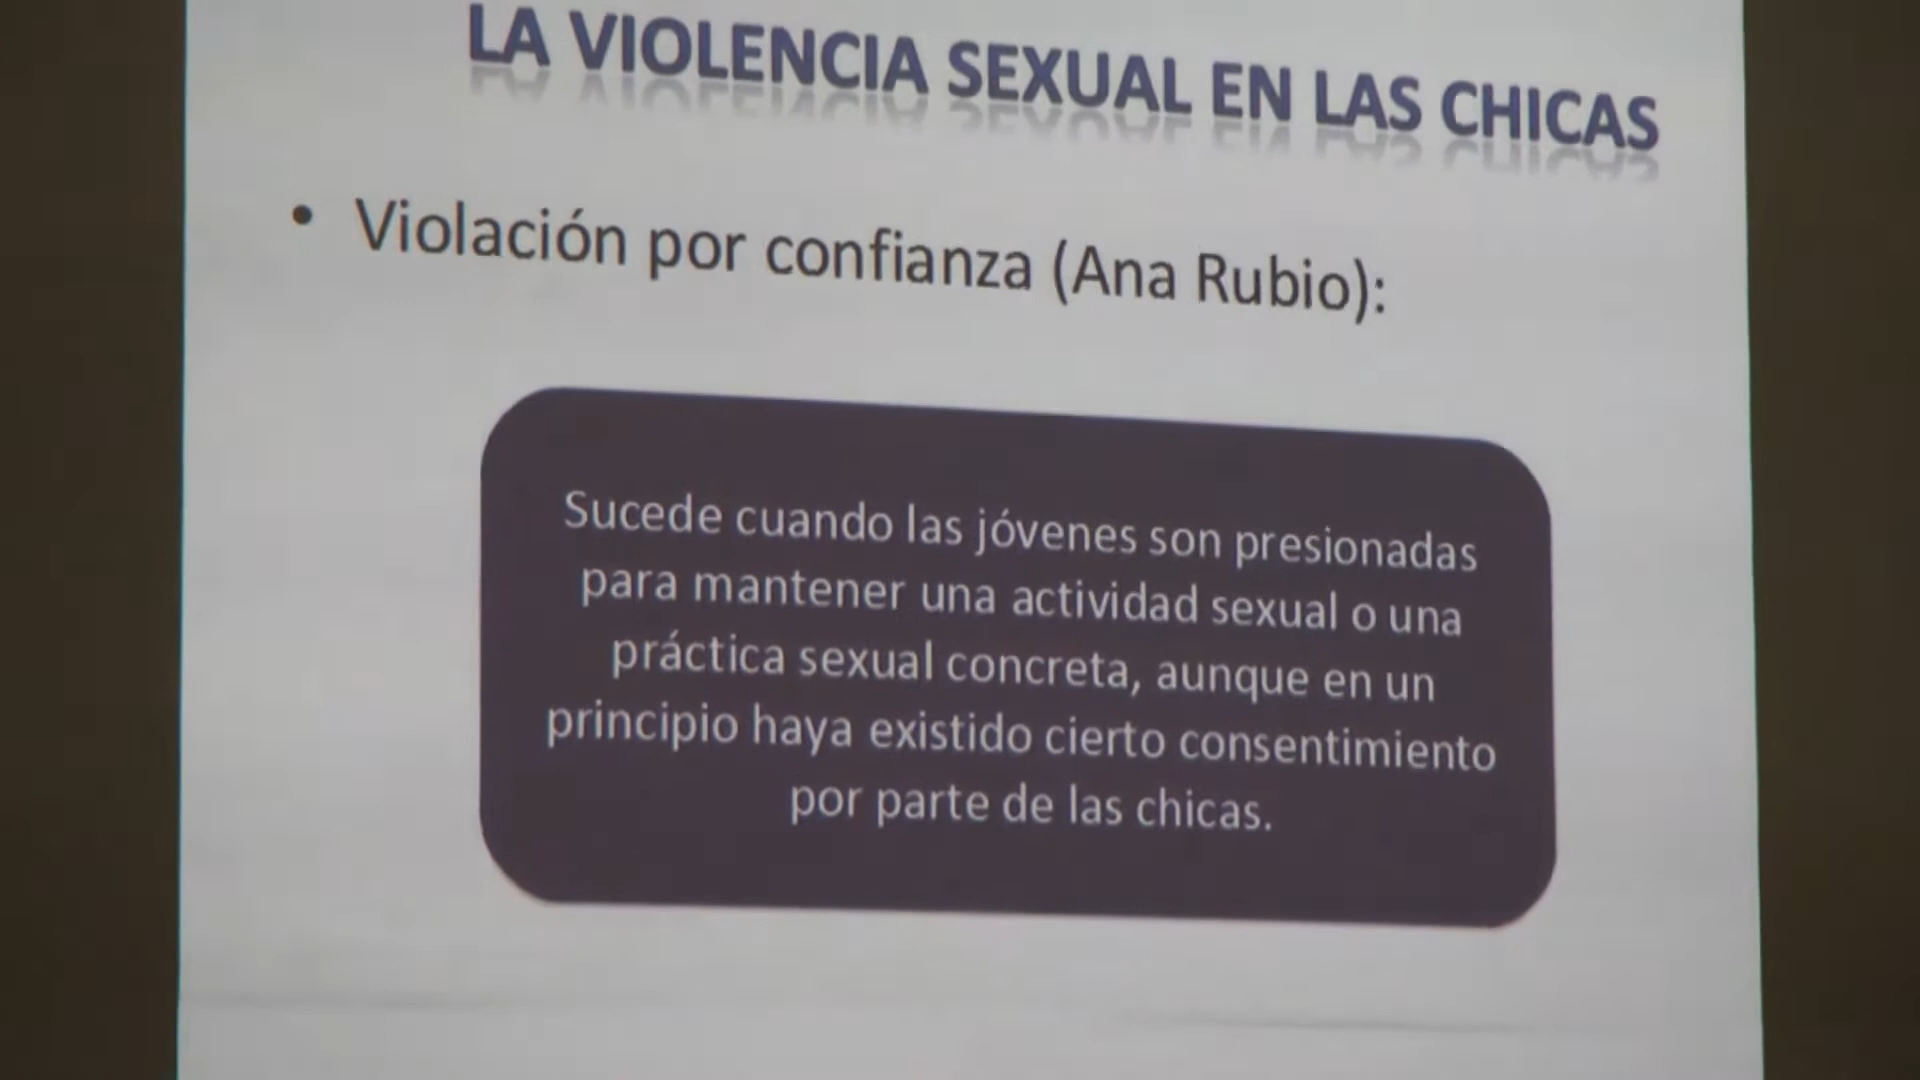 LA VIOLENCIA SEXUAL EN LAS CHICAS
• Violación por confianza (Ana Rubio):
Sucede cuando las jóvenes son presionadas
para mantener una actividad sexual o una
práctica sexual concreta, aunque en un
principio haya existido cierto consentimiento
por parte de las chicas.